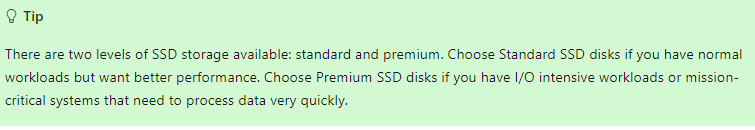 Tip
There are two levels of SSD storage available: standard and premium. Choose Standard SSD disks if you have normal
workloads but want better performance. Choose Premium SSD disks if you have I/O intensive workloads or mission-
critical systems that need to process data very quickly.